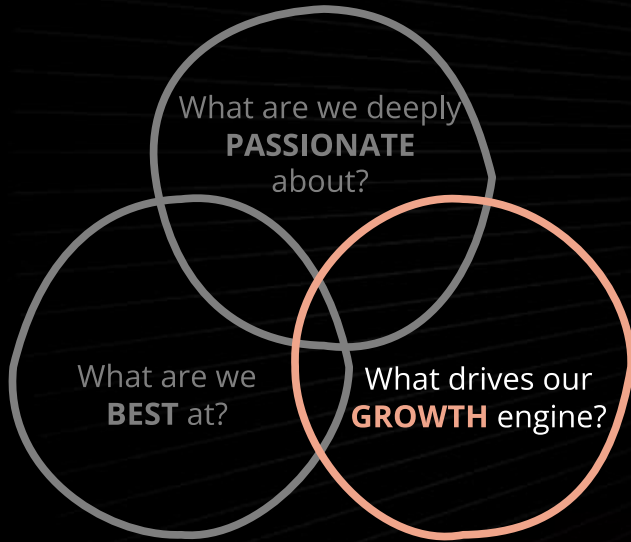 What are we deeply
PASSIONATE
about?
What are we
BEST at?
What drives our
GROWTH engine?